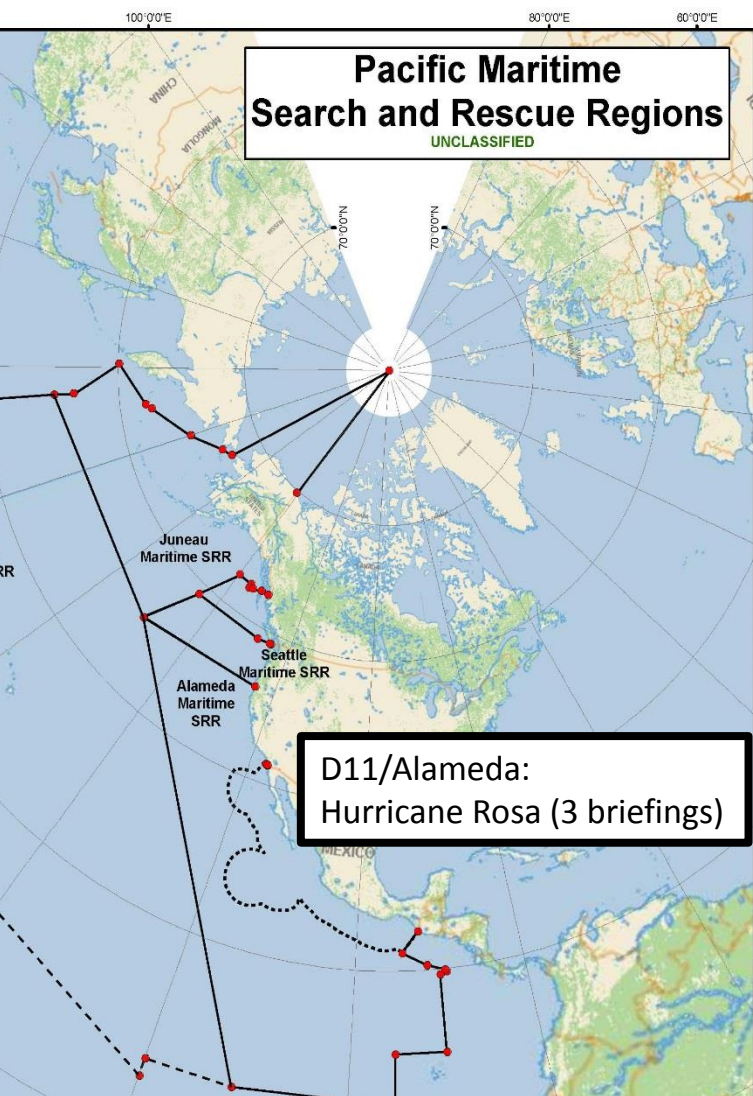 100°0'0"E
80°0'0"E
60°0'0"E
Pacific Maritime
Search and Rescue Regions
UNCLASSIFIED
CHINA
MONGOLIA
RUSSIA
70°0'0"N
70°0'0"N
Juneau
Maritime SRR
RR
Seattle
Maritime SRR
Alameda
Maritime
SRR
D11/Alameda:
Hurricane Rosa (3 briefings)
MEXICO